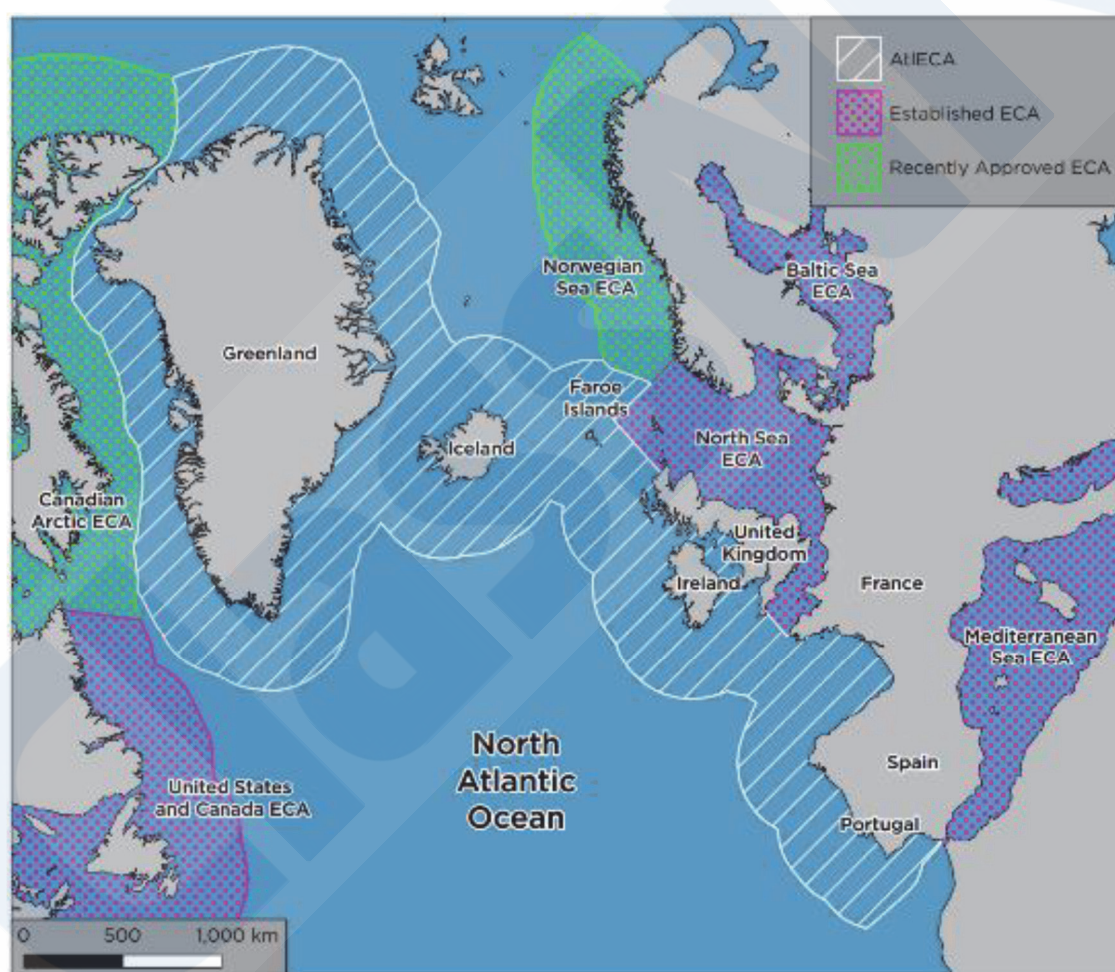 AtlECA
Established ECA
Recently Approved ECA
Norwegian
Sea ECA
Baltic Sea
ECA
Greenland
Faroe
Islands
Iceland
North Sea
ECA
Canadian
Arctic ECA
United
Kingdom
Ireland
France
Mediterranean
Sea ECA
North
Atlantic
Ocean
Spain
United States
and Canada ECA
Portugal
0 500 1,000 km